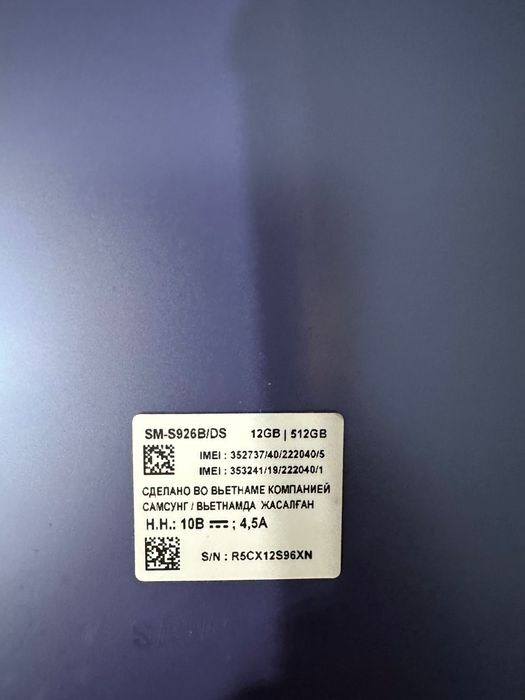 SM-S926B/DS 12GB | 512GB
IMEI : 352737/40/222040/5
IMEI : 353241/19/222040/1
СДЕЛАНО ВО ВЬЕТНАМЕ КОМПАНИЕЙ
САМСУНГ / ВЬЕТНАМДА ЖАСАЛҒАН
Н.Н.: 10В ⎓ ; 4,5А
S/N : R5CX12S96XN